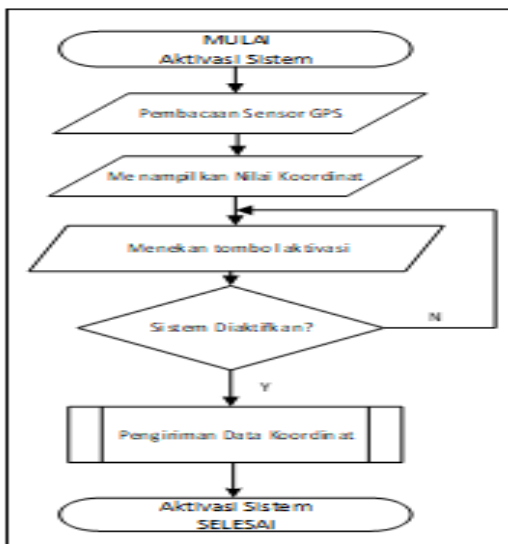 MULAI
Aktivasi Sistem
Pembacaan Sensor GPS
Menampilkan Nilai Koordinat
Menekan tombol aktivasi
Sistem Diaktifkan?
N
Y
Pengiriman Data Koordinat
Aktivasi Sistem
SELESAI